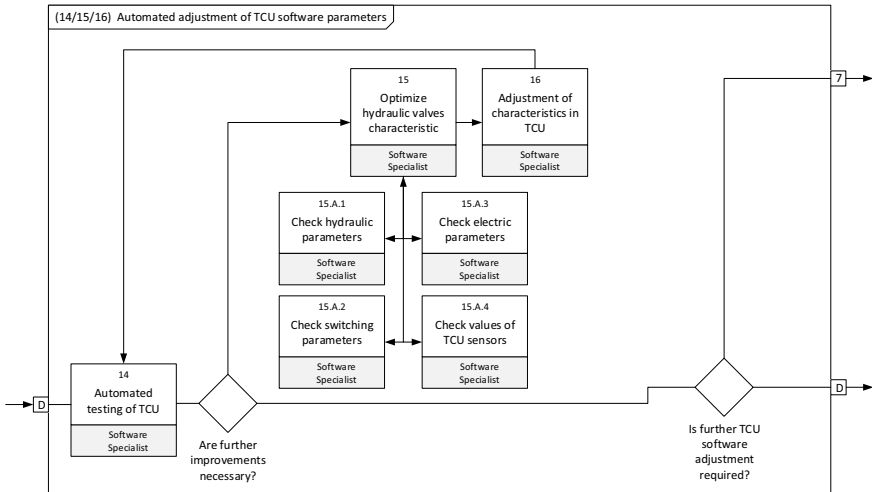 (14/15/16) Automated adjustment of TCU software parameters
15
Optimize
hydraulic valves
characteristic
Software
Specialist
16
Adjustment of
characteristics in
TCU
Software
Specialist
7
15.A.1
Check hydraulic
parameters
Software
Specialist
15.A.3
Check electric
parameters
Software
Specialist
15.A.2
Check switching
parameters
Software
Specialist
15.A.4
Check values of
TCU sensors
Software
Specialist
D
14
Automated
testing of TCU
Software
Specialist
Are further
improvements
necessary?
Is further TCU
software
adjustment
required?
D